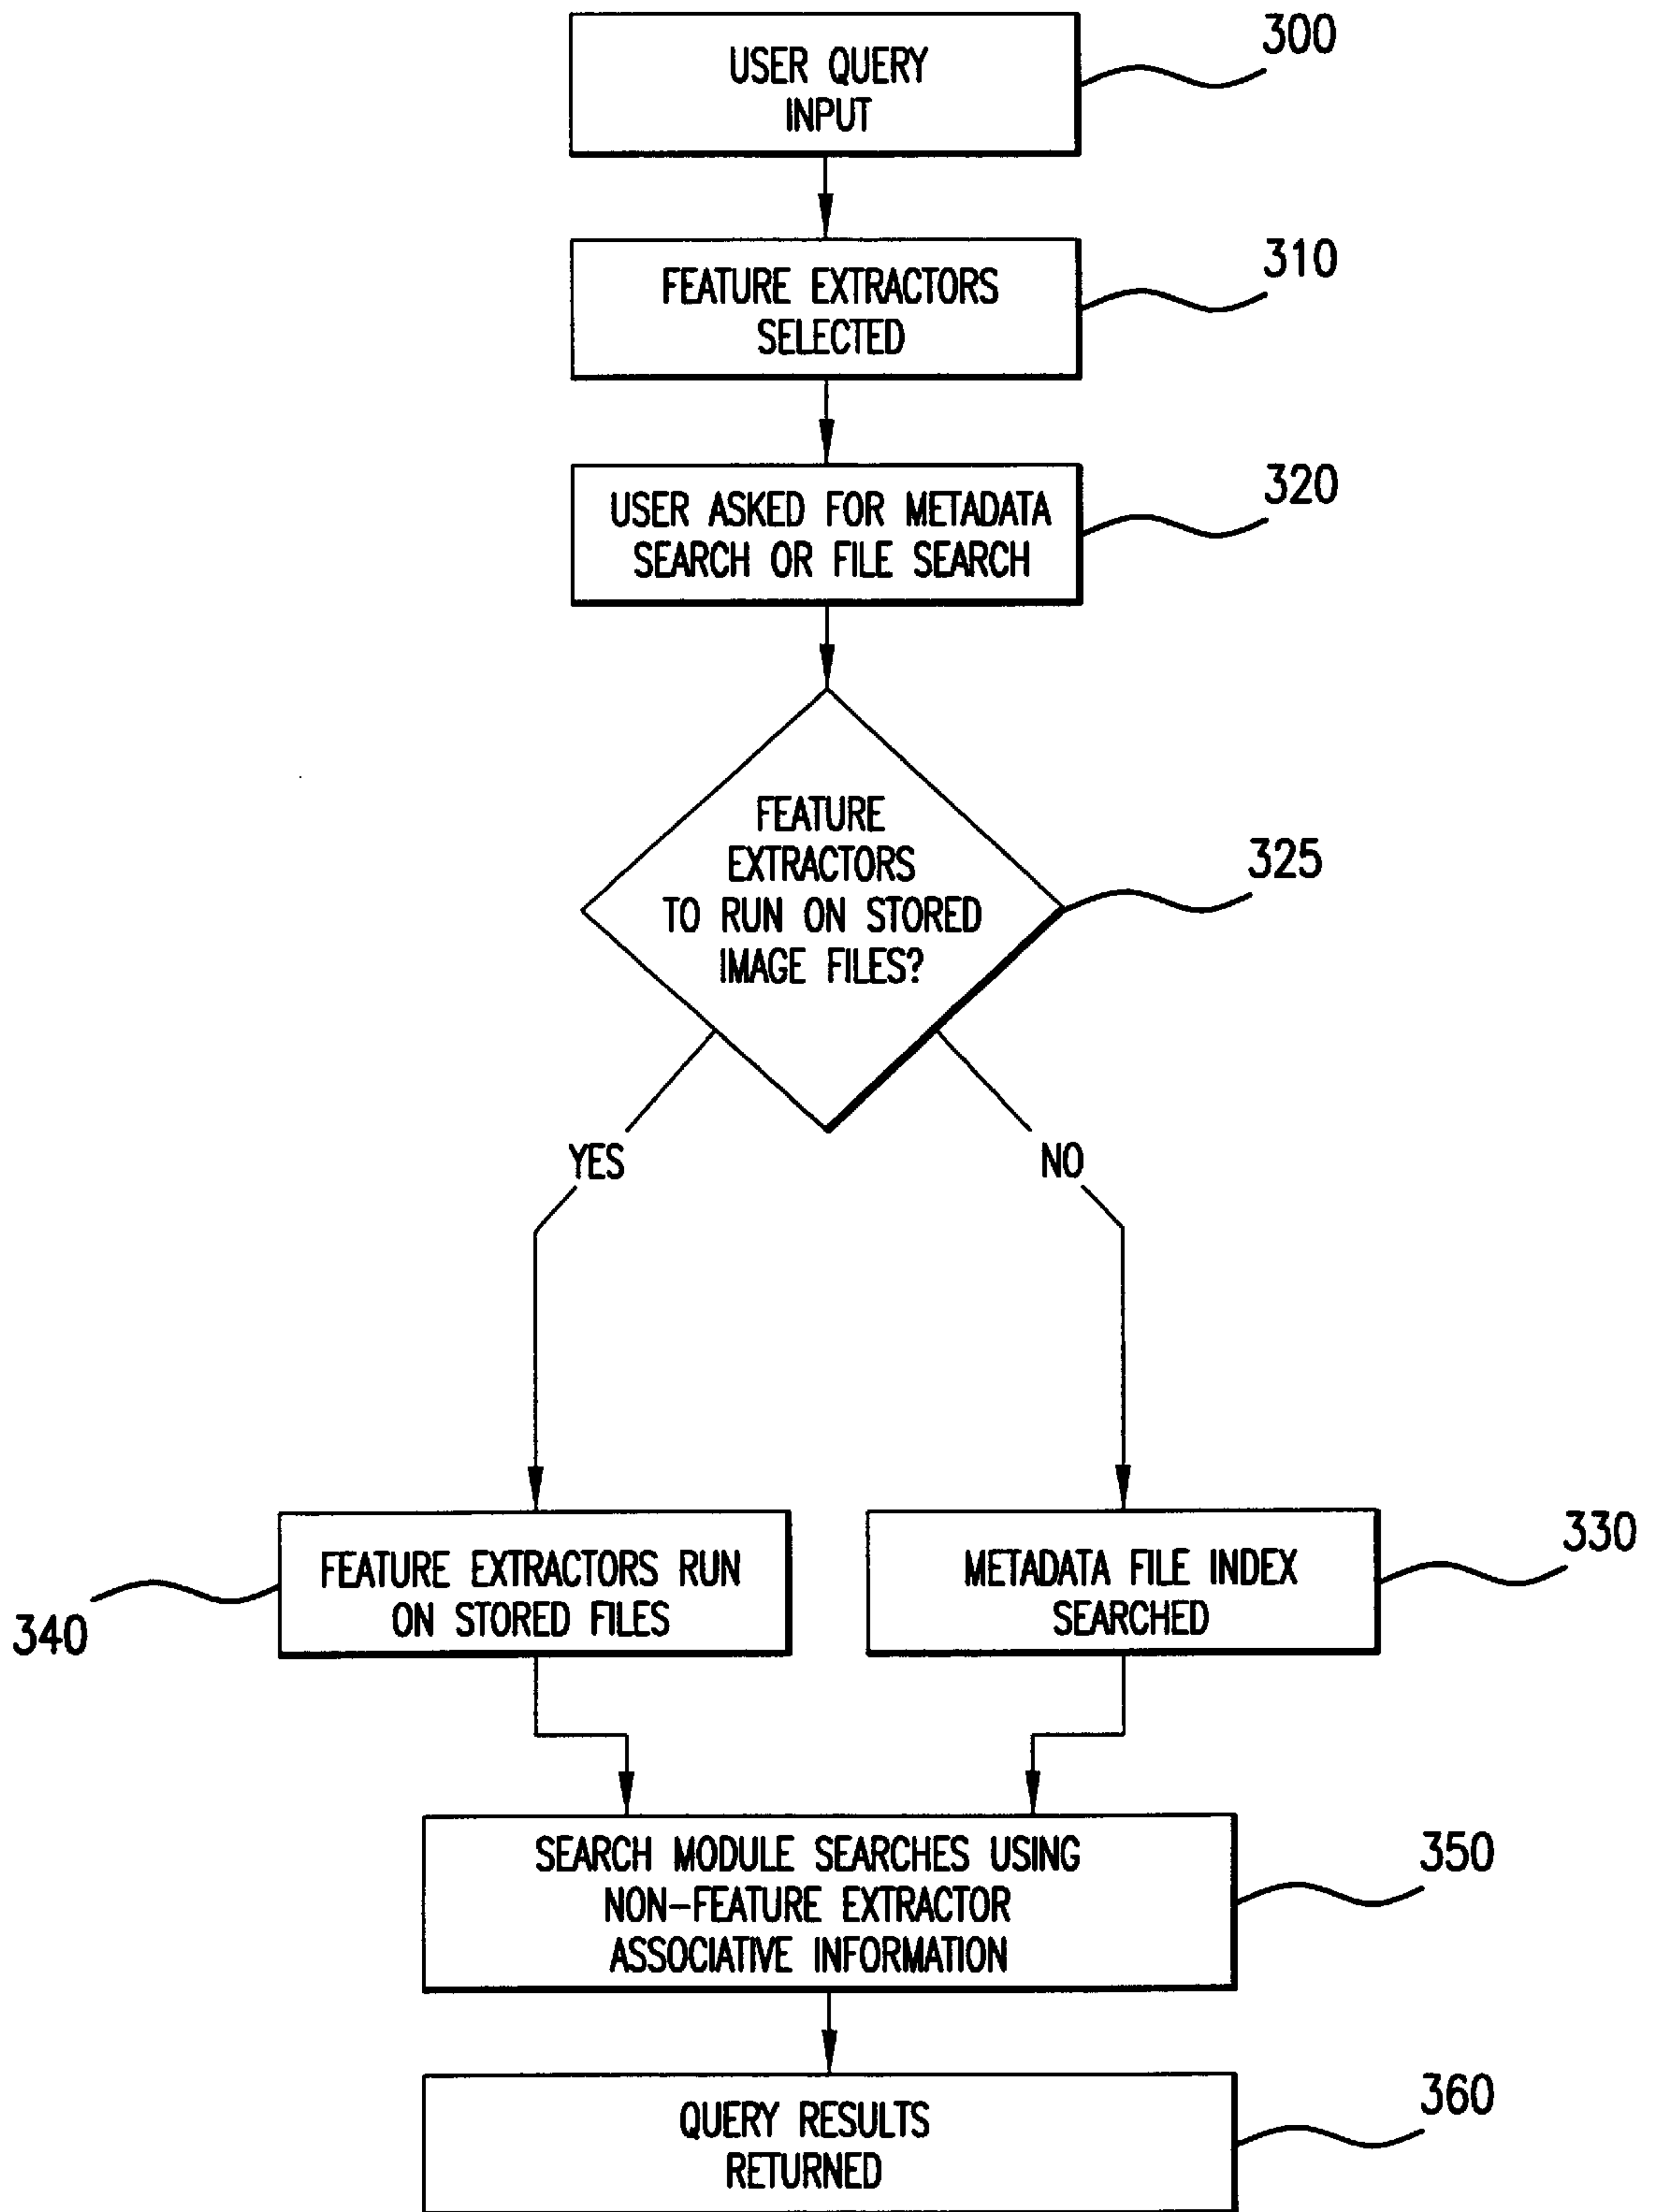 USER QUERY
INPUT
300
FEATURE EXTRACTORS
SELECTED
310
USER ASKED FOR METADATA
SEARCH OR FILE SEARCH
320
FEATURE
EXTRACTORS
TO RUN ON STORED
IMAGE FILES?
325
YES
NO
FEATURE EXTRACTORS RUN
ON STORED FILES
340
METADATA FILE INDEX
SEARCHED
330
SEARCH MODULE SEARCHES USING
NON-FEATURE EXTRACTOR
ASSOCIATIVE INFORMATION
350
QUERY RESULTS
RETURNED
360